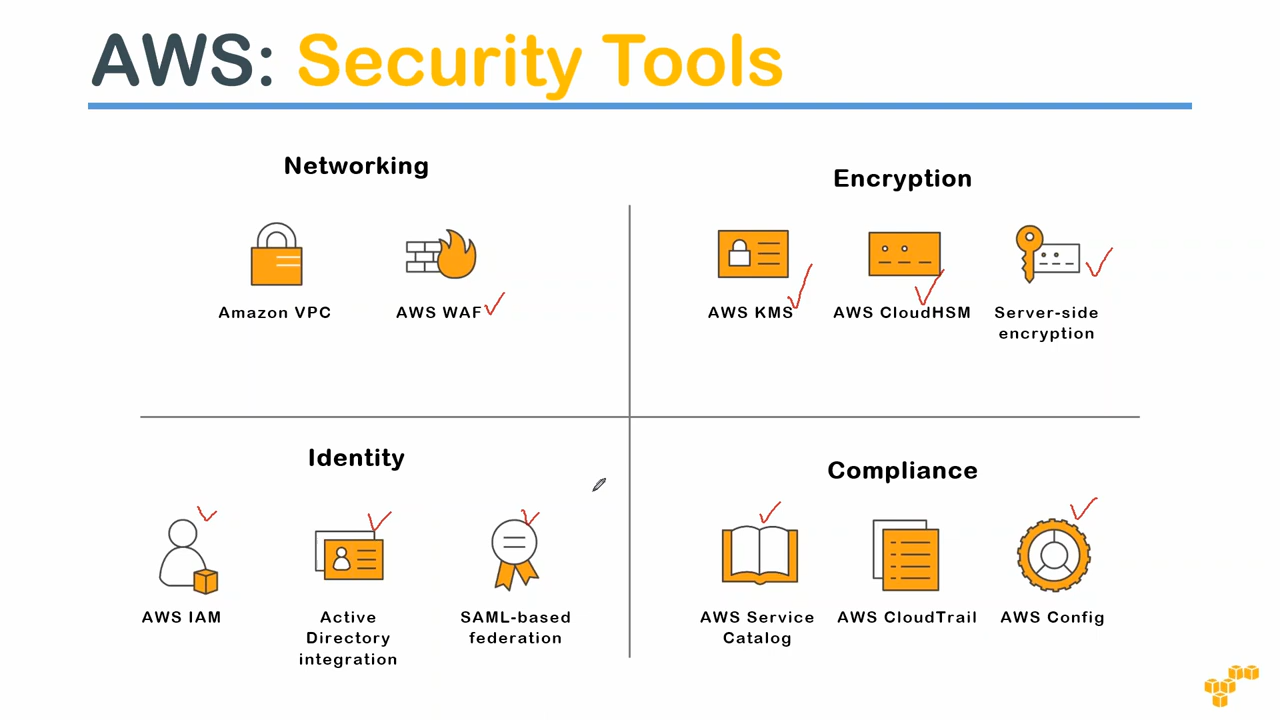 AWS: Security Tools
Networking
Amazon VPC
AWS WAF
Encryption
AWS KMS
AWS CloudHSM
Server-side
encryption
Identity
AWS IAM
Active
Directory
integration
SAML-based
federation
Compliance
AWS Service
Catalog
AWS CloudTrail
AWS Config